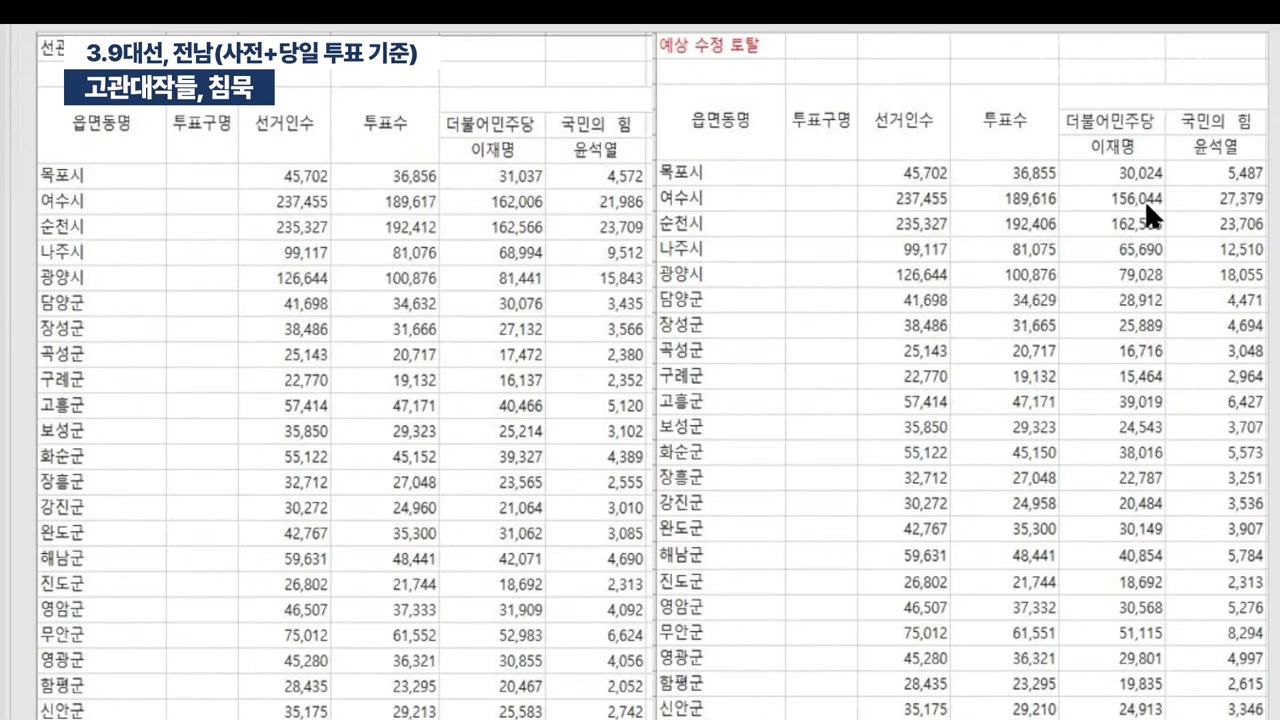 선관
3.9대선, 전남(사전+당일 투표 기준)
고관대작들, 침묵
읍면동명 투표구명 선거인수 투표수 더불어민주당 국민의 힘
이재명 윤석열
목포시 45,702 36,856 31,037 4,572
여수시 237,455 189,617 162,006 21,986
순천시 235,327 192,412 162,566 23,709
나주시 99,117 81,076 68,994 9,512
광양시 126,644 100,876 81,441 15,843
담양군 41,698 34,632 30,076 3,435
장성군 38,486 31,666 27,132 3,566
곡성군 25,143 20,717 17,472 2,380
구례군 22,770 19,132 16,137 2,352
고흥군 57,414 47,171 40,466 5,120
보성군 35,850 29,323 25,214 3,102
화순군 55,122 45,152 39,327 4,389
장흥군 32,712 27,048 23,565 2,555
강진군 30,272 24,960 21,064 3,010
완도군 42,767 35,300 31,062 3,085
해남군 59,631 48,441 42,071 4,690
진도군 26,802 21,744 18,692 2,313
영암군 46,507 37,333 31,909 4,092
무안군 75,012 61,552 52,983 6,624
영광군 45,280 36,321 30,855 4,056
함평군 28,435 23,295 20,467 2,052
신안군 35,175 29,213 25,583 2,742
예상 수정 토탈
읍면동명 투표구명 선거인수 투표수 더불어민주당 국민의 힘
이재명 윤석열
목포시 45,702 36,855 30,024 5,487
여수시 237,455 189,616 156,044 27,379
순천시 235,327 192,406 23,706
나주시 99,117 81,075 65,690 12,510
광양시 126,644 100,876 79,028 18,055
담양군 41,698 34,629 28,912 4,471
장성군 38,486 31,665 25,889 4,694
곡성군 25,143 20,717 16,716 3,048
구례군 22,770 19,132 15,464 2,964
고흥군 57,414 47,171 39,019 6,427
보성군 35,850 29,323 24,543 3,707
화순군 55,122 45,150 38,016 5,573
장흥군 32,712 27,048 22,787 3,251
강진군 30,272 24,958 20,484 3,536
완도군 42,767 35,300 30,149 3,907
해남군 59,631 48,441 40,854 5,784
진도군 26,802 21,744 18,692 2,313
영암군 46,507 37,332 30,568 5,276
무안군 75,012 61,551 51,115 8,294
영광군 45,280 36,321 29,801 4,997
함평군 28,435 23,295 19,835 2,615
신안군 35,175 29,210 24,913 3,346